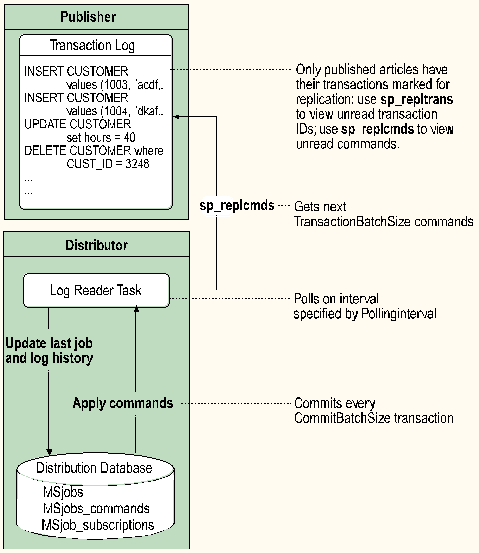 Publisher
Transaction Log
INSERT CUSTOMER
values (1003, 'acdf,..
INSERT CUSTOMER
values (1004, 'dkaf..
UPDATE CUSTOMER
set hours = 40
DELETE CUSTOMER where
CUST_ID = 3248
...
...
Only published articles have
their transactions marked for
replication: use sp_repltrans
to view unread transaction
IDs; use sp_replcmds to view
unread commands.
sp_replcmds
Gets next
TransactionBatchSize commands
Distributor
Log Reader Task
Polls on interval
specified by Pollinginterval
Update last job
and log history
Apply commands
Commits every
CommitBatchSize transaction
Distribution Database
MSjobs
MSjobs_commands
MSjob_subscriptions